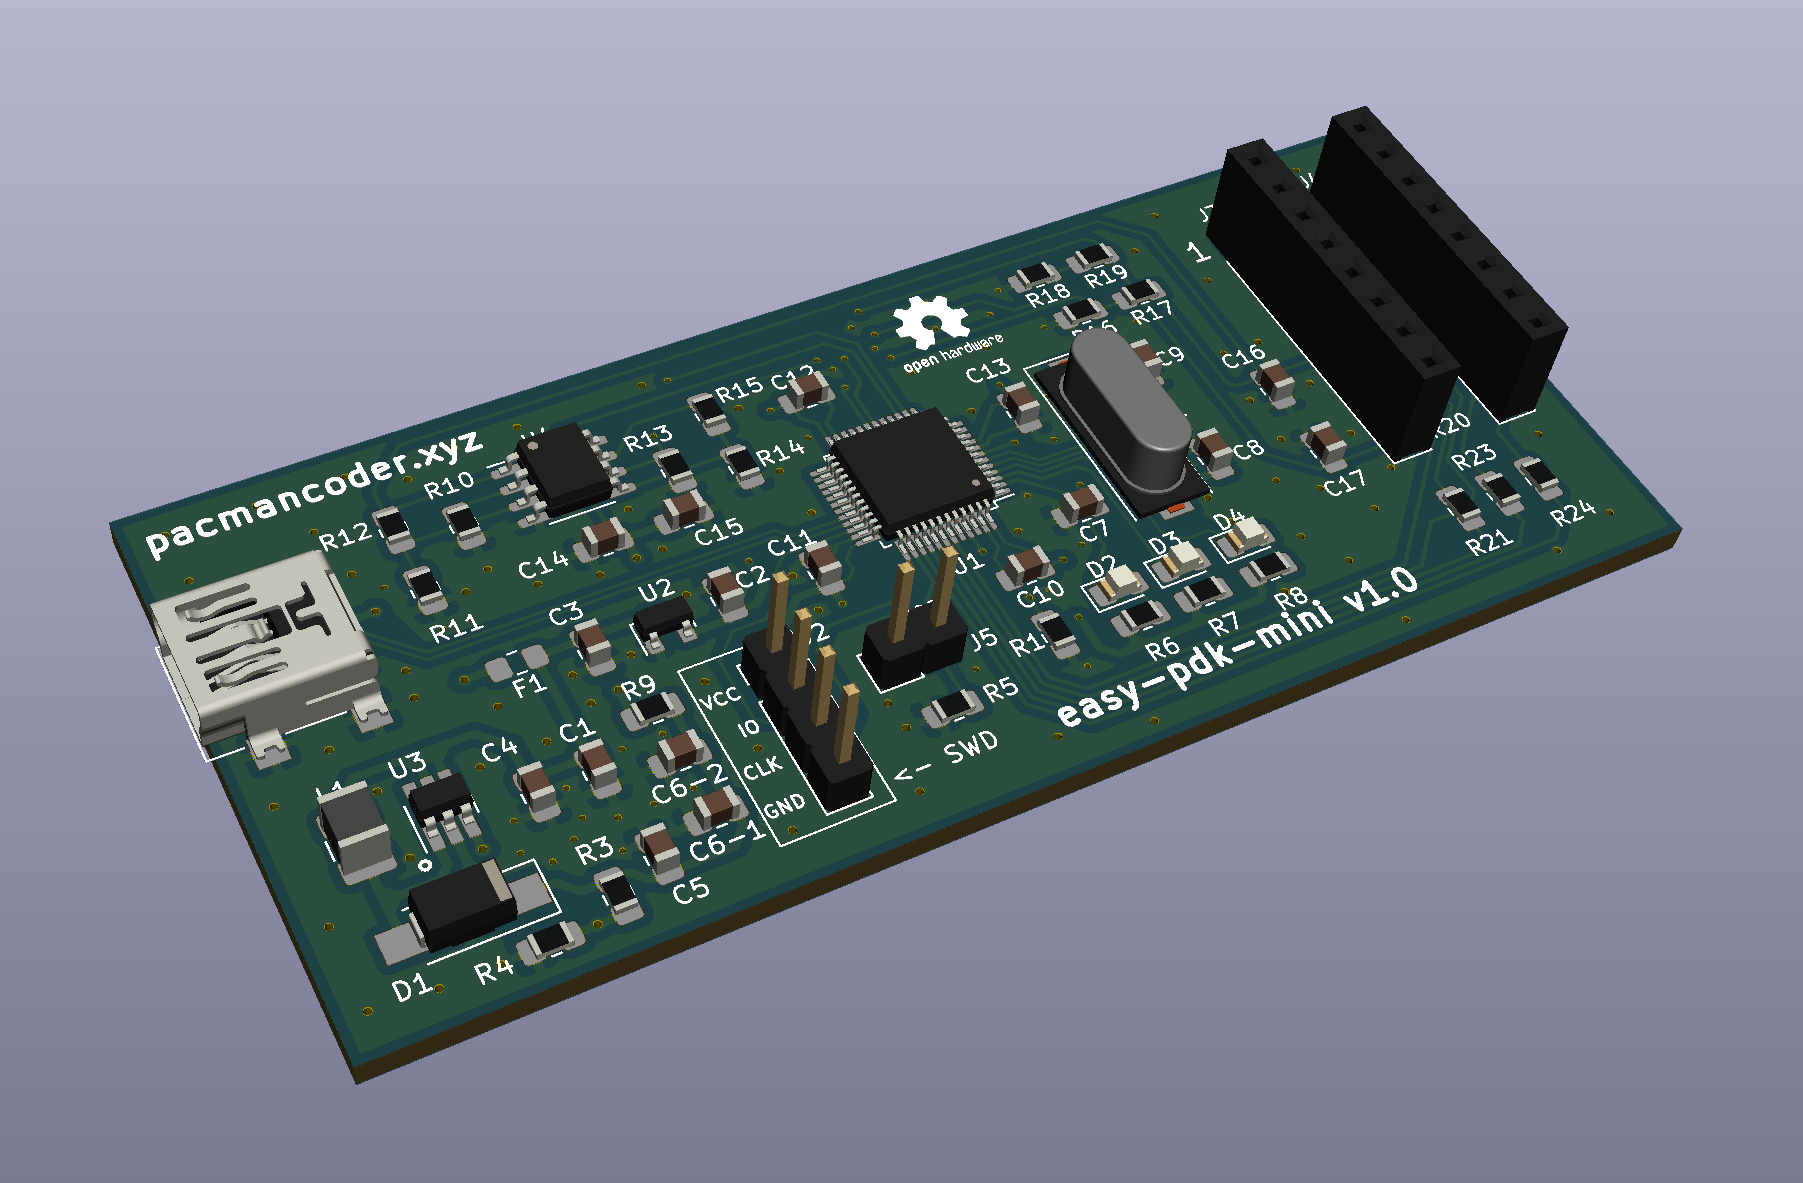 pacmancoder.xyz
R12
R10
R11
R13
R15
R14
C12
C14
C15
C11
C13
open hardware
R18
R19
R17
C9
C8
C16
C17
1
R20
R23
R21
R24
C7
C10
D2
D3
D4
R6
R7
R8
easy-pdk-mini v1.0
J5
R5
<- SWD
U2
C2
C3
F1
R9
VCC
IO
CLK
GND
C1
C4
U3
C6-2
C6-1
C5
R3
R4
D1